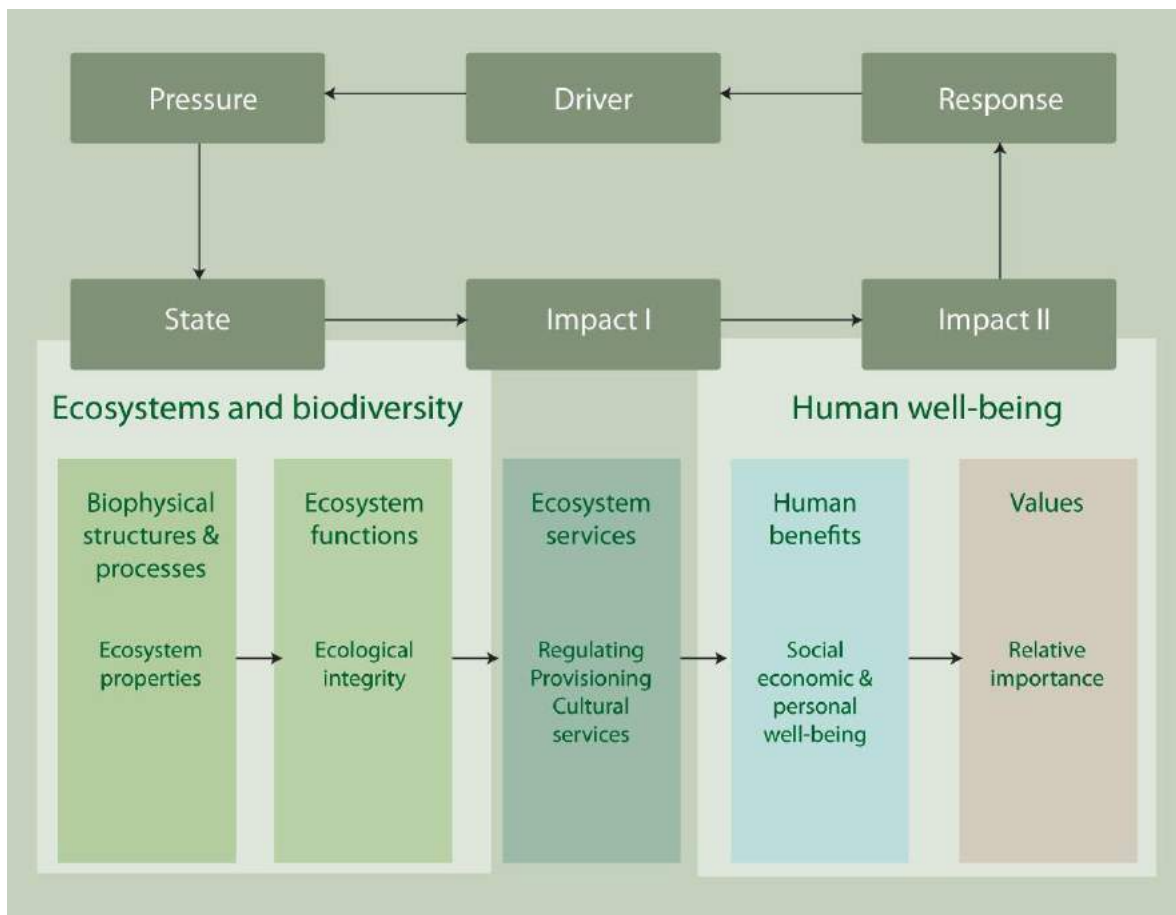 Pressure
Driver
Response
State
Impact I
Impact II
Ecosystems and biodiversity
Human well-being
Biophysical
structures &
processes
Ecosystem
properties
Ecosystem
functions
Ecological
integrity
Ecosystem
services
Regulating
Provisioning
Cultural
services
Human
benefits
Social
economic &
personal
well-being
Values
Relative
importance